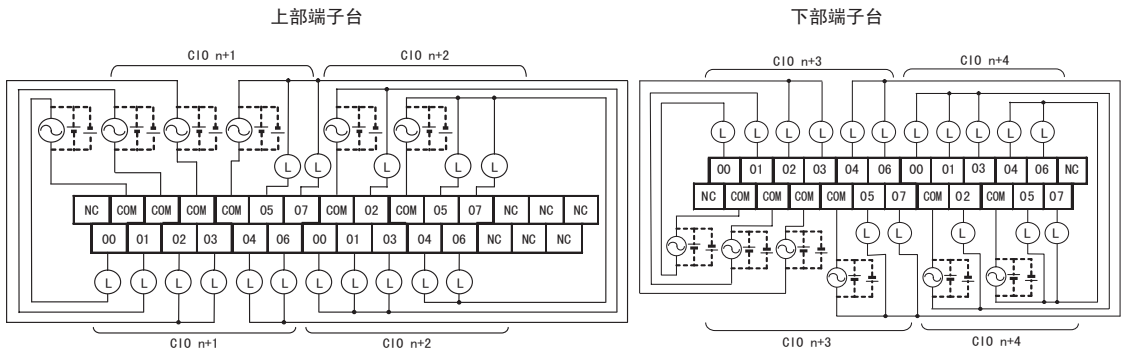 上部端子台
下部端子台
CIO n+1
CIO n+2
L L
L L L
NC COM COM COM COM 05 07 COM 02 COM 05 07 NC NC NC
00 01 02 03 04 06 00 01 03 04 06 NC NC NC
L L L L L L L L L L L
CIO n+1
CIO n+2
CIO n+3
CIO n+4
L L L L L L L L L L L
00 01 02 03 04 06 00 01 03 04 06 NC
NC COM COM COM COM 05 07 COM 02 COM 05 07
L L L L L
CIO n+3
CIO n+4